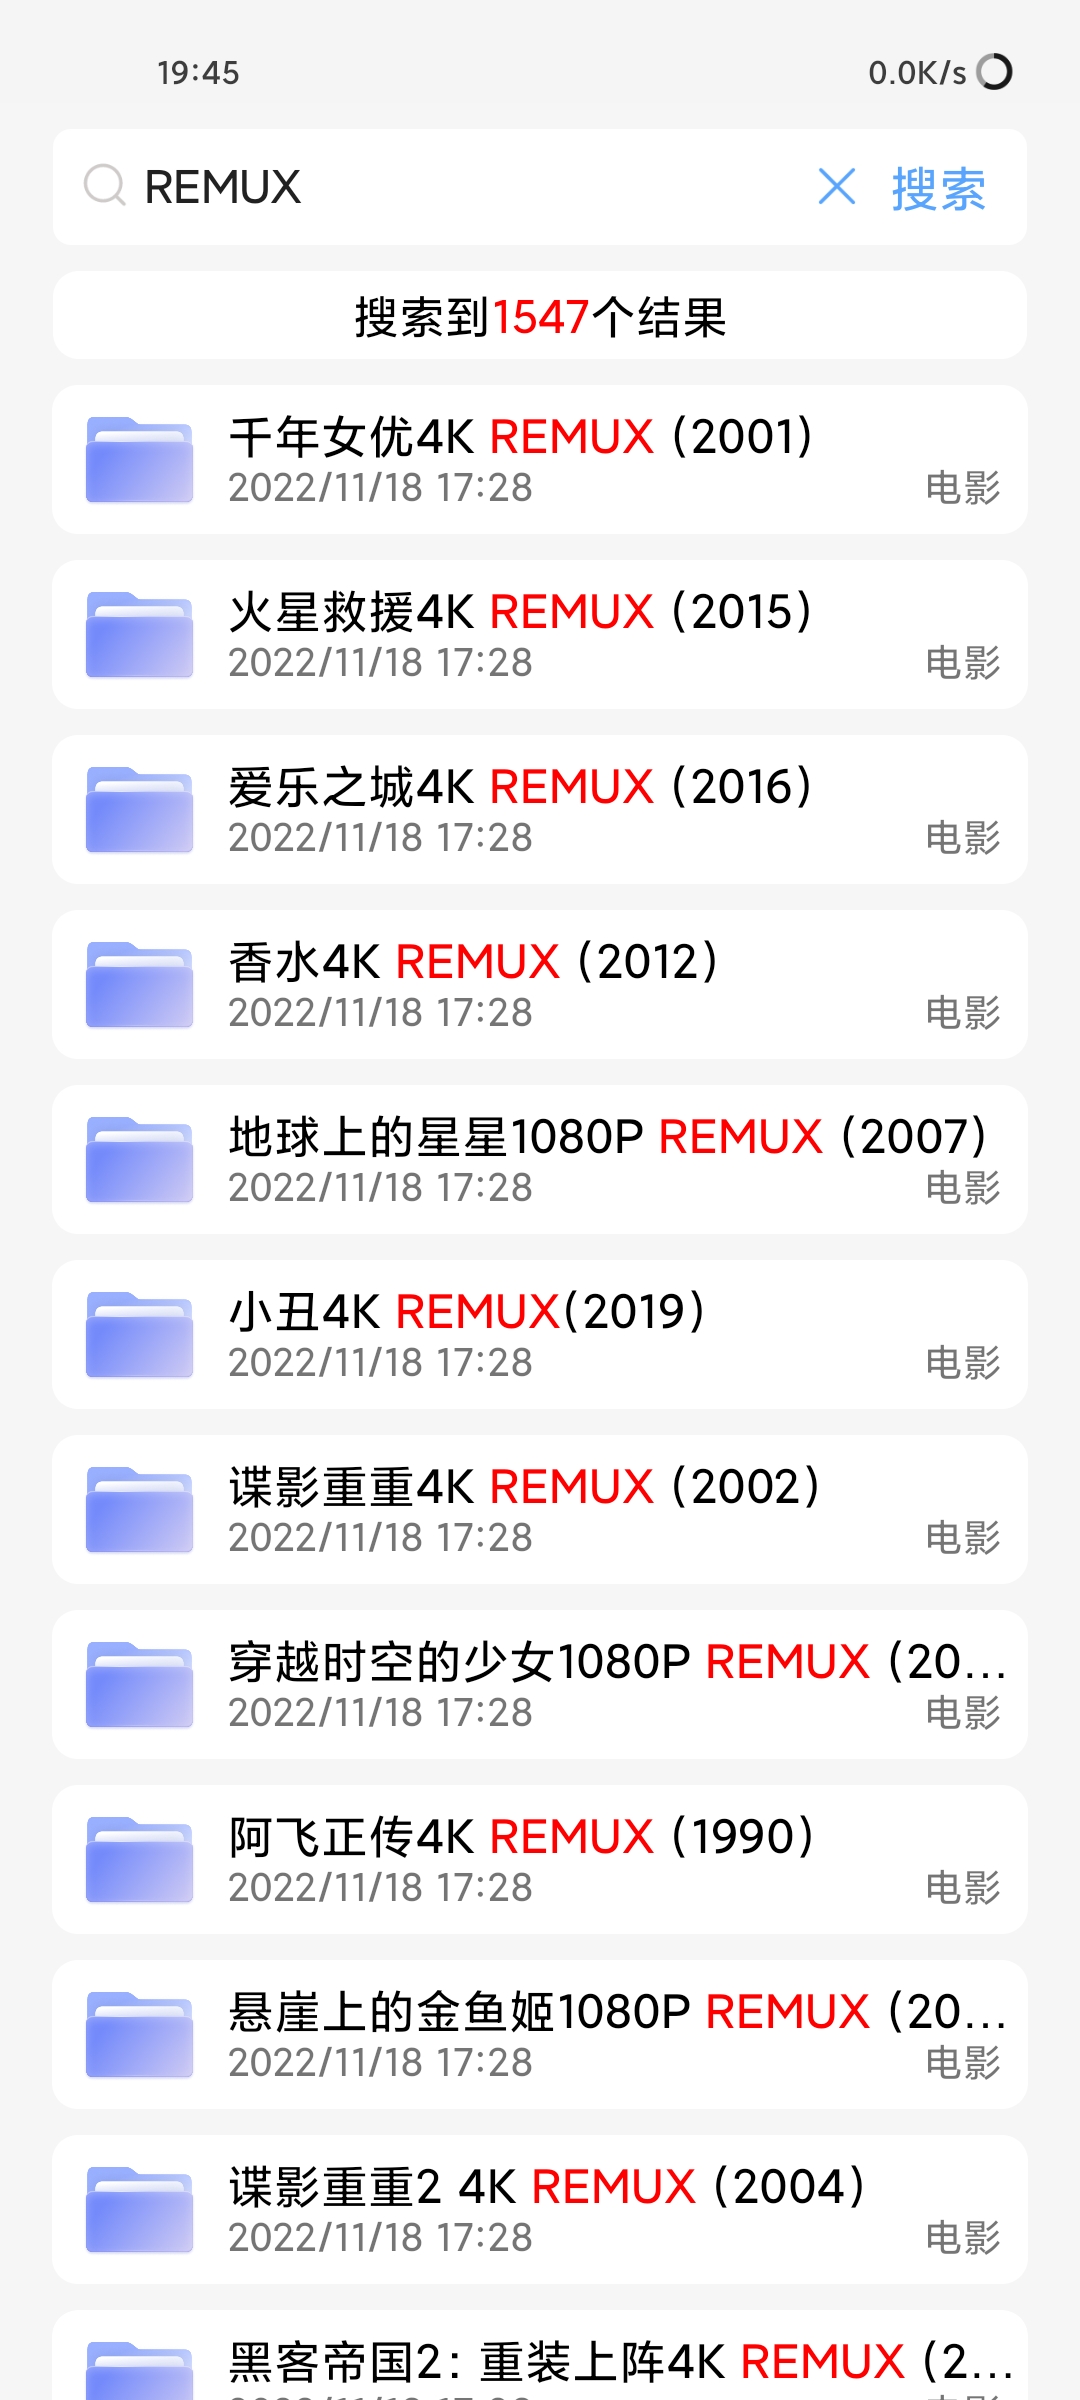 19:45
0.0K/s
REMUX
搜索
搜索到1547个结果
千年女优4K REMUX (2001)
2022/11/18 17:28
电影
火星救援4K REMUX (2015)
2022/11/18 17:28
电影
爱乐之城4K REMUX (2016)
2022/11/18 17:28
电影
香水4K REMUX (2012)
2022/11/18 17:28
电影
地球上的星星1080P REMUX (2007)
2022/11/18 17:28
电影
小丑4K REMUX(2019)
2022/11/18 17:28
电影
谍影重重4K REMUX (2002)
2022/11/18 17:28
电影
穿越时空的少女1080P REMUX (20...
2022/11/18 17:28
电影
阿飞正传4K REMUX (1990)
2022/11/18 17:28
电影
悬崖上的金鱼姬1080P REMUX (20...
2022/11/18 17:28
电影
谍影重重2 4K REMUX (2004)
2022/11/18 17:28
电影
黑客帝国2: 重装上阵4K REMUX (2...